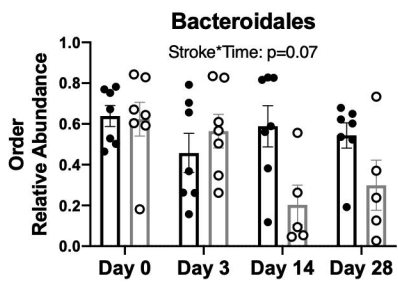 Bacteroidales
Stroke*Time: p=0.07
Order
Relative Abundance
1.0
0.8
0.6
0.4
0.2
0.0
Day 0 Day 3 Day 14 Day 28